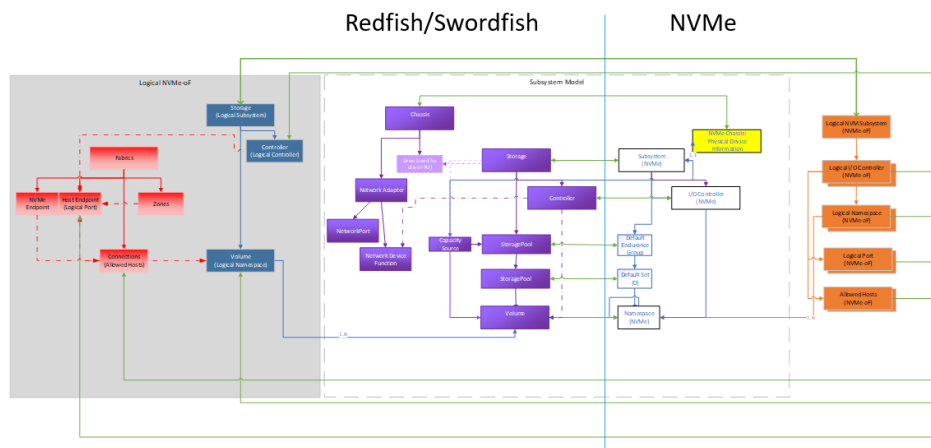 Redfish/Swordfish
NVMe
Logical NVMe-oF
Subsystem Model
Storage
(Logical Subsystem)
Controller
(Logical Controller)
Fabrics
NVMe
Endpoint
Host Endpoint
(Logical Port)
Zones
Connections
(Allowed Hosts)
Volume
(Logical Namespace)
Chassis
Network Adaptor
NetworkPort
Network Device
Function
Storage
Controller
Capacity
Source
StoragePool
StoragePool
Volume
NVMe Chassis:
Physical Device
Information
Subsystem
(NVMe)
I/O Controller
(NVMe)
Default
Endurance
Group
Default Set
(0)
Namespace
(NVMe)
Logical NVM Subsystem
(NVMe-oF)
Logical I/O Controller
(NVMe-oF)
Logical Namespace
(NVMe-oF)
Logical Port
(NVMe-oF)
Allowed Hosts
(NVMe-oF)